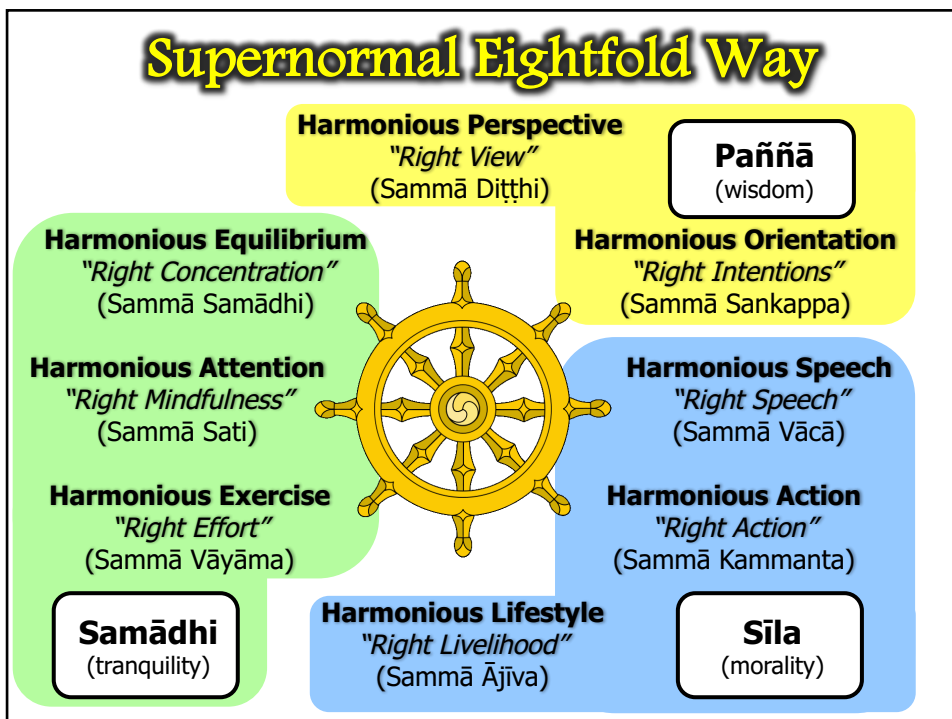 Supernormal Eightfold Way
Harmonious Perspective
“Right View”
(Sammā Diṭṭhi)
Paññā
(wisdom)
Harmonious Orientation
“Right Intentions”
(Sammā Sankappa)
Harmonious Speech
“Right Speech”
(Sammā Vācā)
Harmonious Action
“Right Action”
(Sammā Kammanta)
Harmonious Lifestyle
“Right Livelihood”
(Sammā Ājīva)
Sīla
(morality)
Harmonious Equilibrium
“Right Concentration”
(Sammā Samādhi)
Harmonious Attention
“Right Mindfulness”
(Sammā Sati)
Harmonious Exercise
“Right Effort”
(Sammā Vāyāma)
Samādhi
(tranquility)